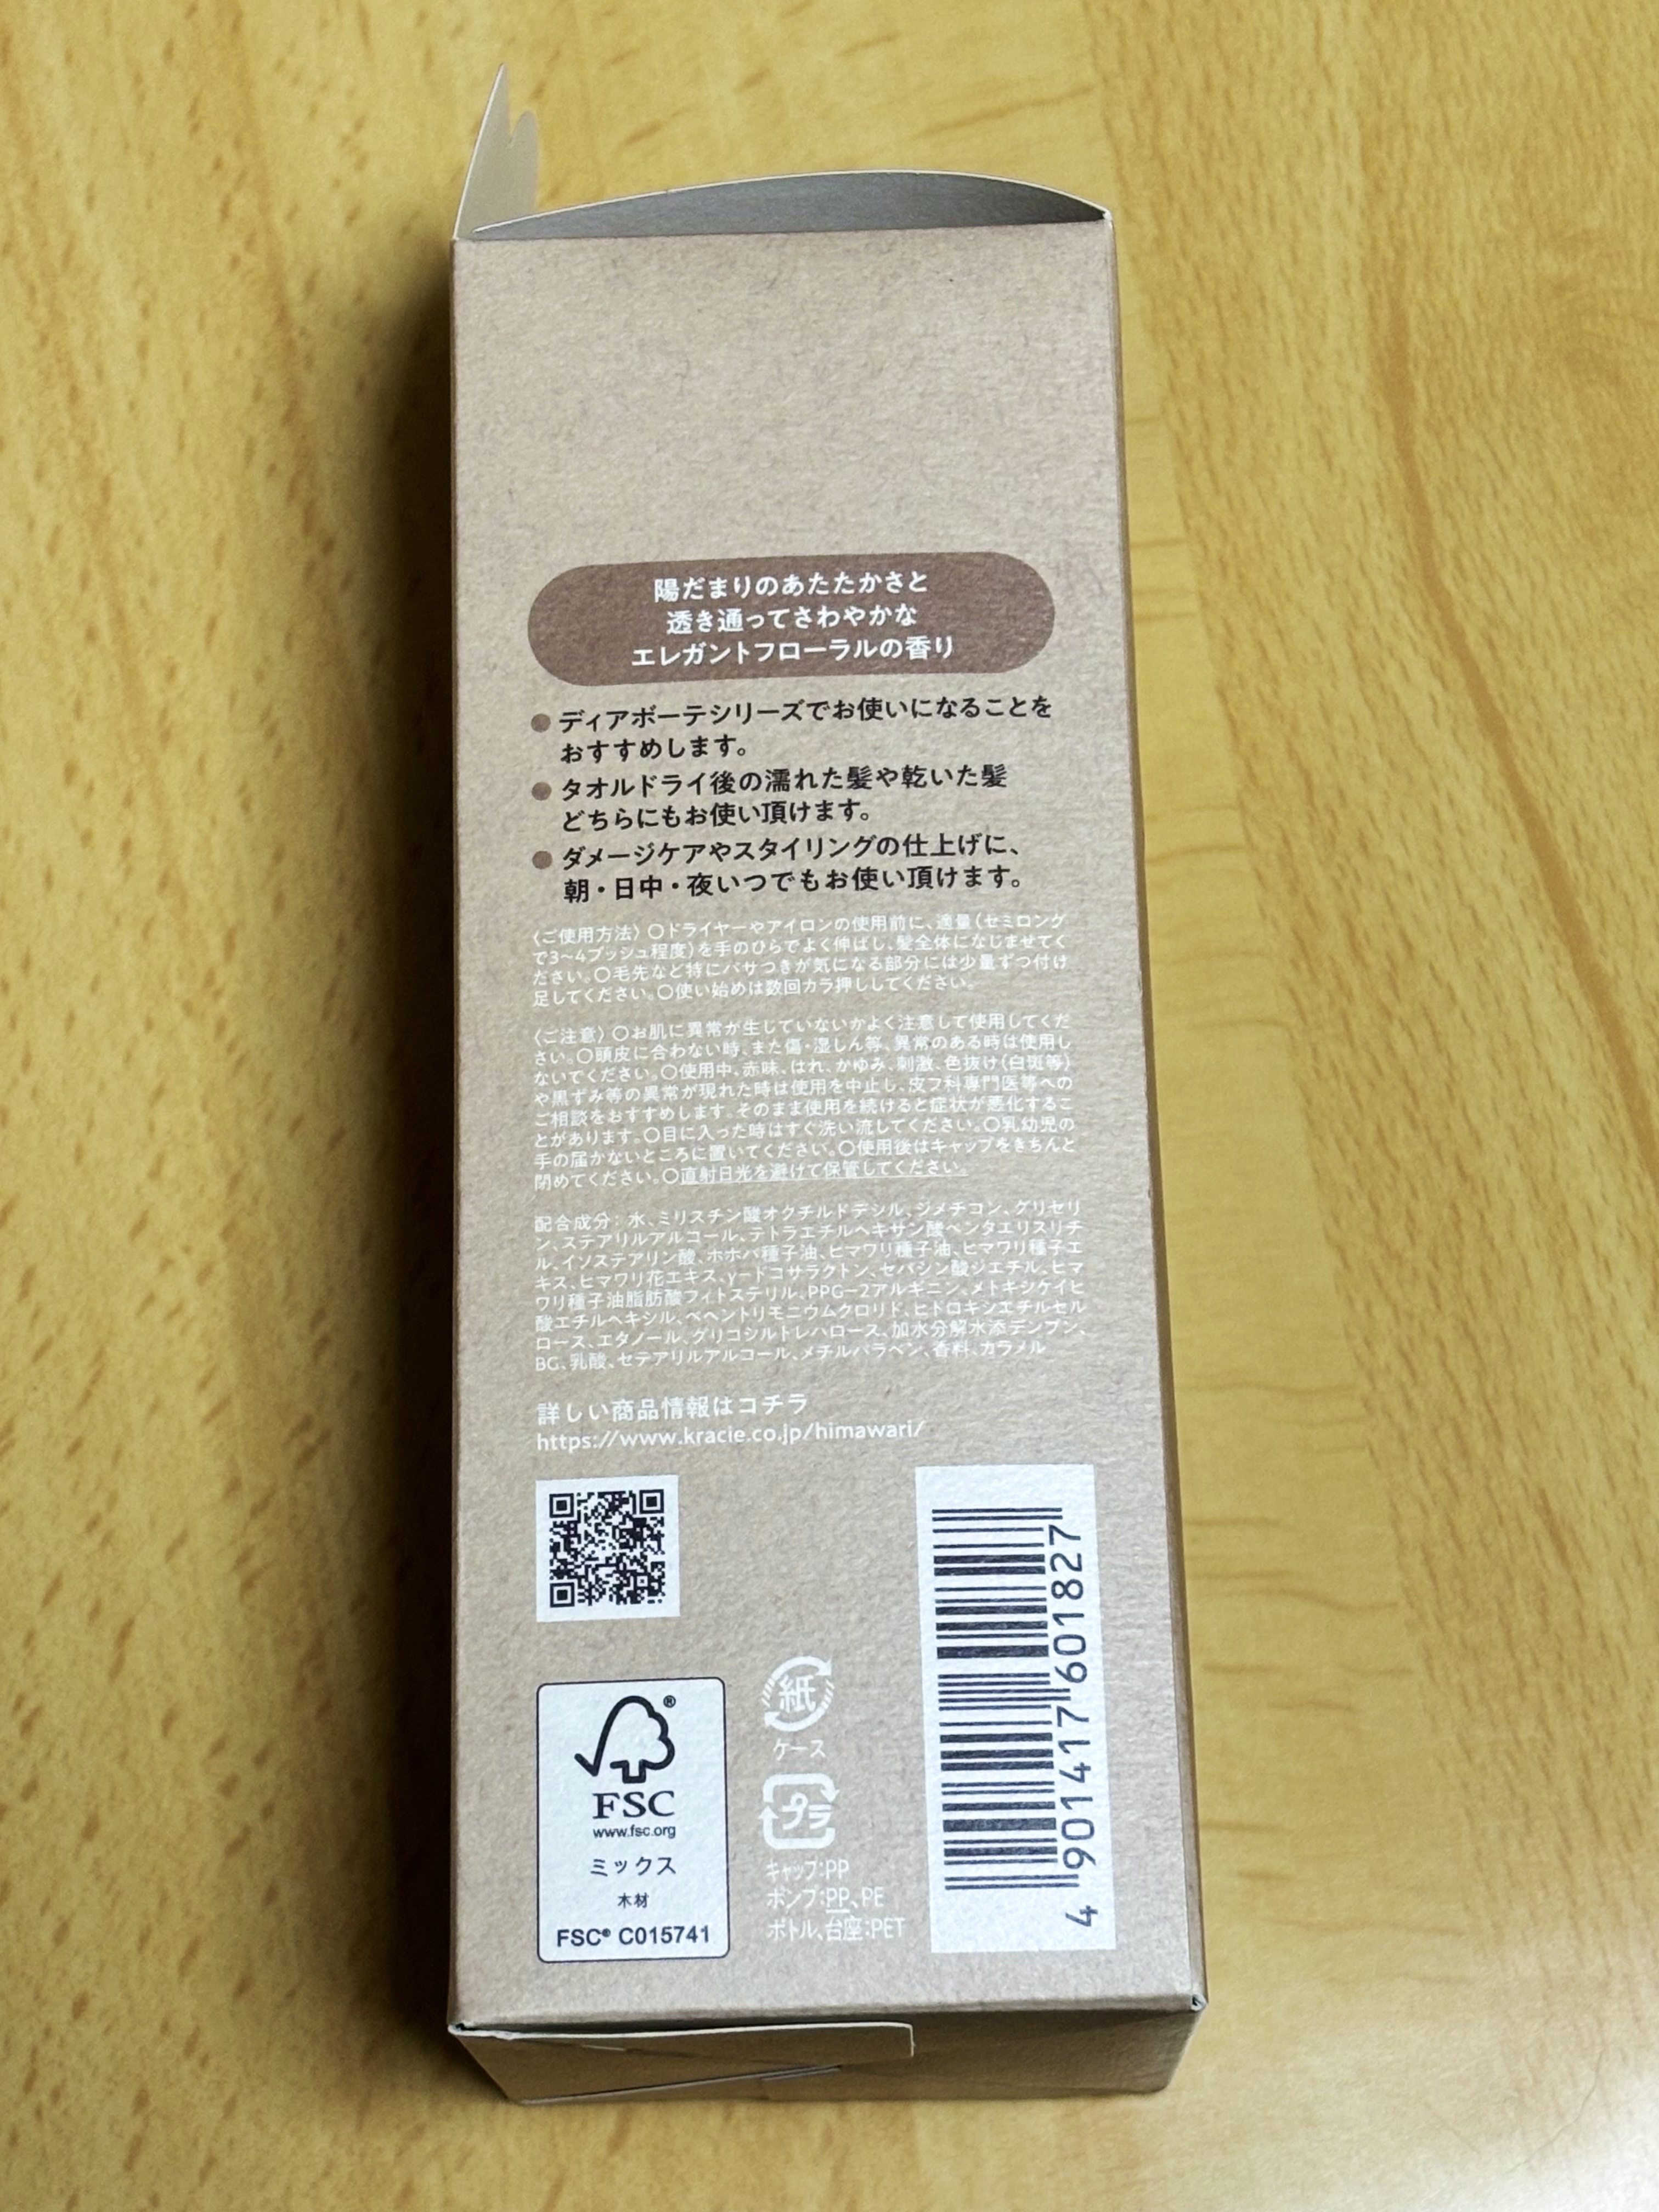 陽だまりのあたたかさと
透き通ってさわやかな
エレガントフローラルの香り
●ディアボーテシリーズでお使いになることを
おすすめします。
●タオルドライ後の濡れた髪や乾いた髪
どちらにもお使い頂けます。
●ダメージケアやスタイリングの仕上げに、
朝・日中・夜いつでもお使い頂けます。
〈ご使用方法〉〇ドライヤーやアイロンの使用前に、適量(セミロング
で3~4プッシュ程度)を手のひらでよく伸ばし、髪全体になじませてく
ださい。〇毛先など特にパサつきが気になる部分には少量ずつ付け
足してください。〇使い始めは数回カラ押ししてください。
〈ご注意〉〇お肌に異常が生じていないかよく注意して使用してくだ
さい。〇頭皮に合わない時、また傷・湿しん等、異常のある時は使用し
ないでください。〇使用中、赤味、はれ、かゆみ、刺激、色抜け(白斑等)
や黒ずみ等の異常が現れた時は使用を中止し、皮フ科専門医等への
ご相談をおすすめします。そのまま使用を続けると症状が悪化するこ
とがあります。〇目に入った時はすぐ洗い流してください。〇乳幼児の
手の届かないところに置いてください。〇使用後はキャップをきちんと
閉めてください。〇直射日光を避けて保管してください。
配合成分：水、ミリスチン酸オクチルドデシル、ジメチコン、グリセリ
ン、ステアリルアルコール、テトラエチルヘキサン酸ペンタエリスリチ
ル、イソステアリン酸、ホホバ種子油、ヒマワリ種子油、ヒマワリ種子エ
キス、ヒマワリ花エキス、γ-ドコサラクトン、セバシン酸ジエチル、ヒマ
ワリ種子油脂肪酸フィトステリル、PPG-2アルギニン、メトキシケイヒ
酸エチルヘキシル、ベヘントリモニウムクロリド、ヒドロキシエチルセル
ロース、エタノール、グリコシルトレハロース、加水分解水添デンプン、
BG、乳酸、セテアリルアルコール、メチルパラベン、香料、カラメル
詳しい商品情報はコチラ
https://www.kracie.co.jp/himawari/
紙
ケース
プラ
キャップ:PP
ポンプ:PP、PE
ボトル、台座:PET
FSC
www.fsc.org
ミックス
木材
FSC® C015741
4 901417 601827